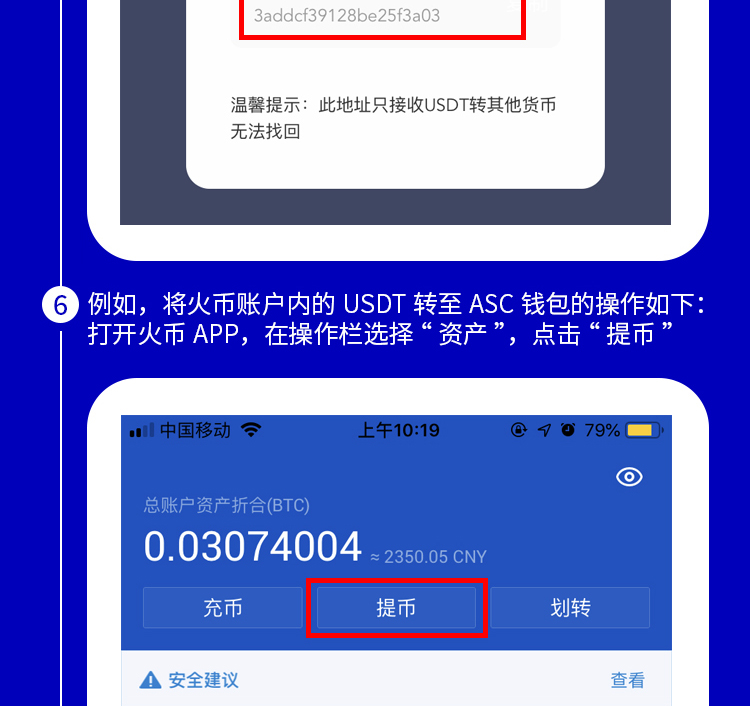 3addcf39128be25f3a03
温馨提示：此地址只接收USDT转其他货币
无法找回
6 例如，将火币账户内的 USDT 转至 ASC 钱包的操作如下：
打开火币 APP，在操作栏选择 “ 资产 ”，点击 “ 提币 ”
中国移动 上午10:19 79%
总账户资产折合(BTC)
0.03074004 ≈ 2350.05 CNY
充币 提币 划转
安全建议 查看